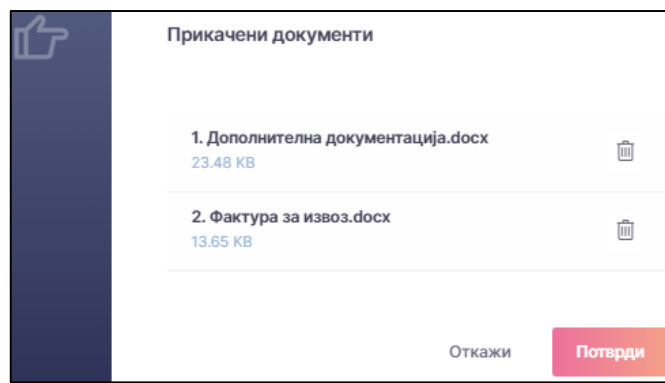 Прикачени документи
1. Дополнителна документација.docx
23.48 KB
2. Фактура за извоз.docx
13.65 KB
Откажи
Потврди